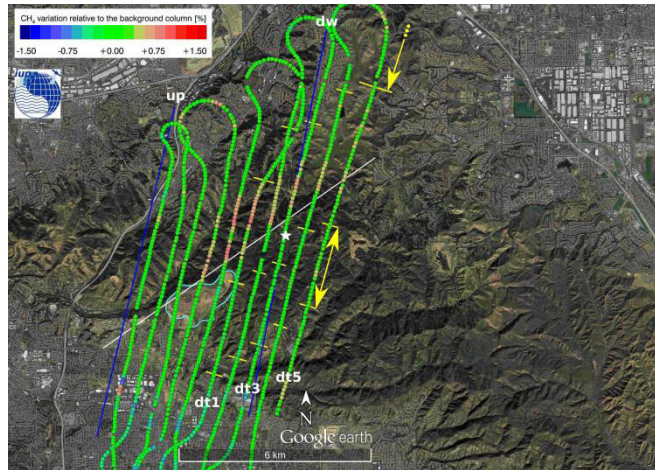 CH₄ variation relative to the background column [%]
-1.50 -0.75 +0.00 +0.75 +1.50
iup
dw
up
dt1
dt3
dt5
N
Google earth
6 km